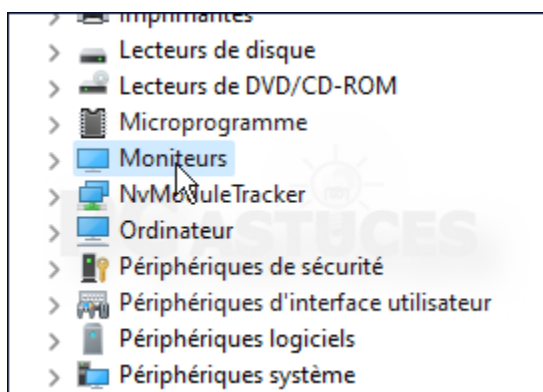 Imprimantes
Lecteurs de disque
Lecteurs de DVD/CD-ROM
Microprogramme
Moniteurs
NvModuleTracker
Ordinateur
Périphériques de sécurité
Périphériques d'interface utilisateur
Périphériques logiciels
Périphériques système